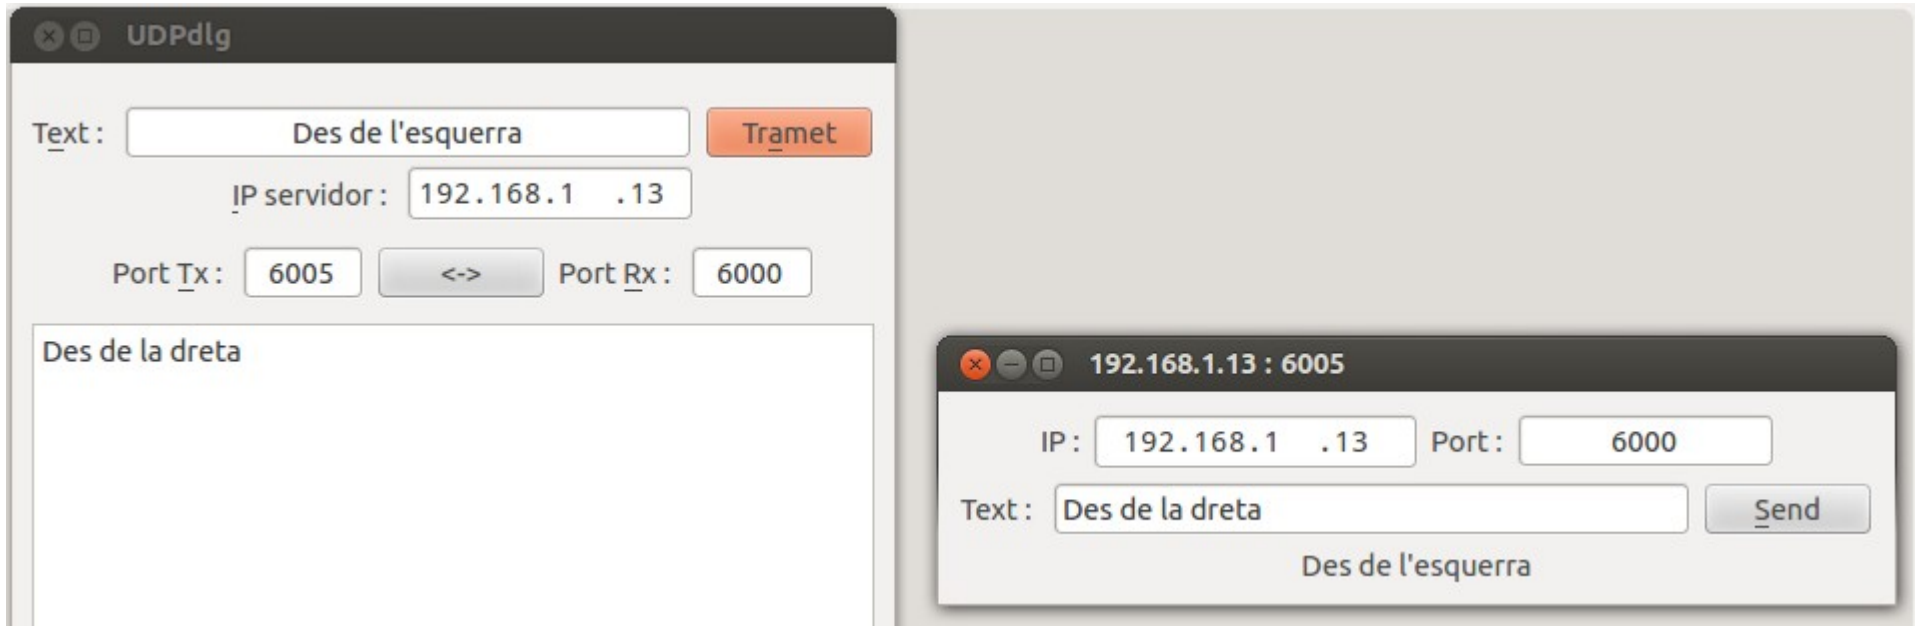 UDPdlg
Text : Des de l'esquerra Tramet
IP servidor : 192.168.1  .13
Port Tx : 6005 <-> Port Rx : 6000
Des de la dreta
192.168.1.13 : 6005
IP : 192.168.1  .13 Port : 6000
Text : Des de la dreta Send
Des de l'esquerra